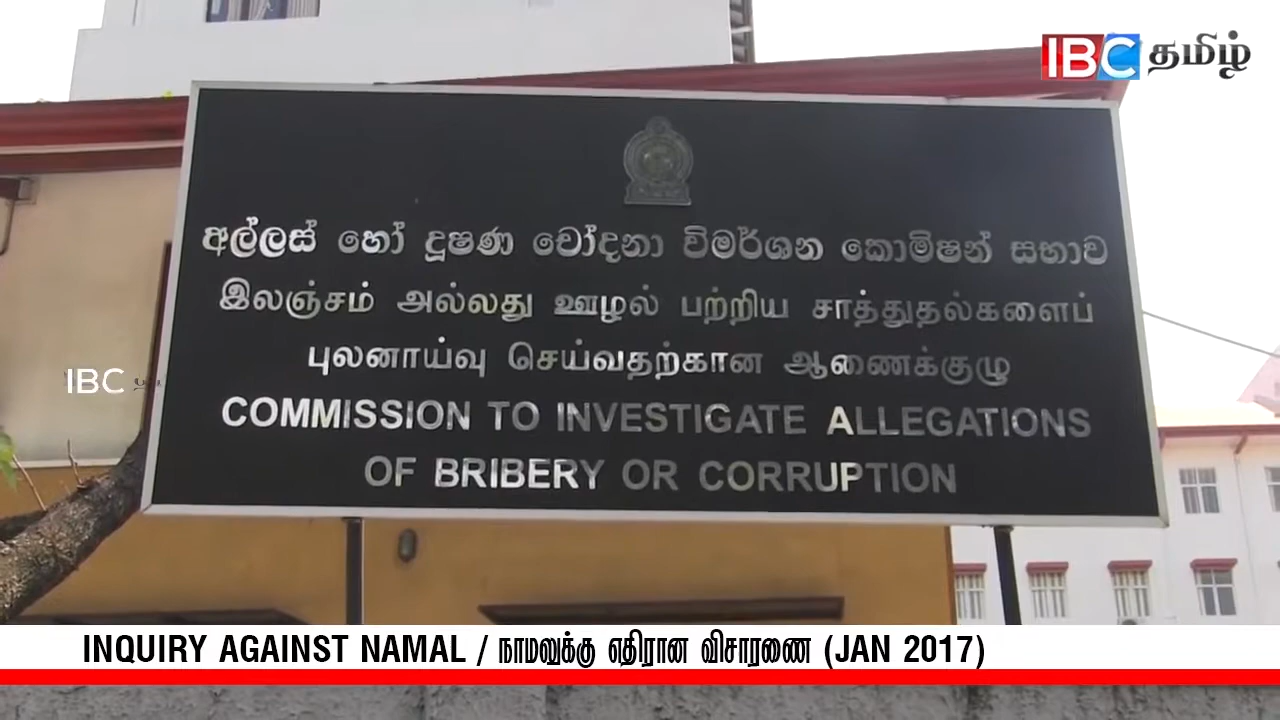 IBC தமிழ்
අල්ලස් හෝ දූෂණ චෝදනා විමර්ශන කොමිෂන් සභාව
இலஞ்சம் அல்லது ஊழல் பற்றிய சாத்துதல்களைப்
புலனாய்வு செய்வதற்கான ஆணைக்குழு
IBC
COMMISSION TO INVESTIGATE ALLEGATIONS
OF BRIBERY OR CORRUPTION
INQUIRY AGAINST NAMAL / நாமலுக்கு எதிரான விசாரணை (JAN 2017)